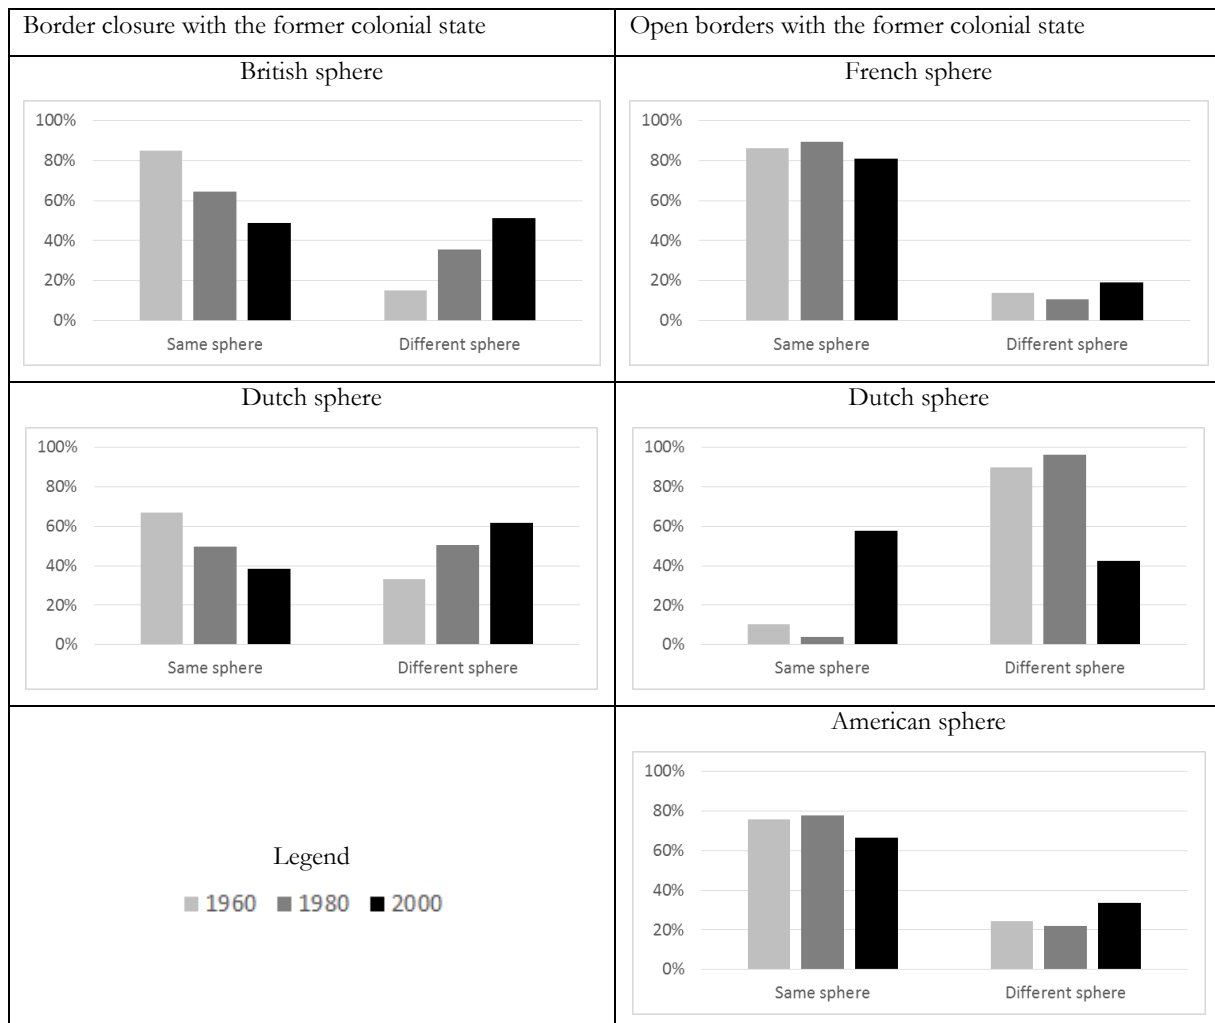 Border closure with the former colonial state
Open borders with the former colonial state
British sphere
100%
80%
60%
40%
20%
0%
Same sphere
Different sphere
French sphere
100%
80%
60%
40%
20%
0%
Same sphere
Different sphere
Dutch sphere
100%
80%
60%
40%
20%
0%
Same sphere
Different sphere
Dutch sphere
100%
80%
60%
40%
20%
0%
Same sphere
Different sphere
Legend
1960 1980 2000
American sphere
100%
80%
60%
40%
20%
0%
Same sphere
Different sphere